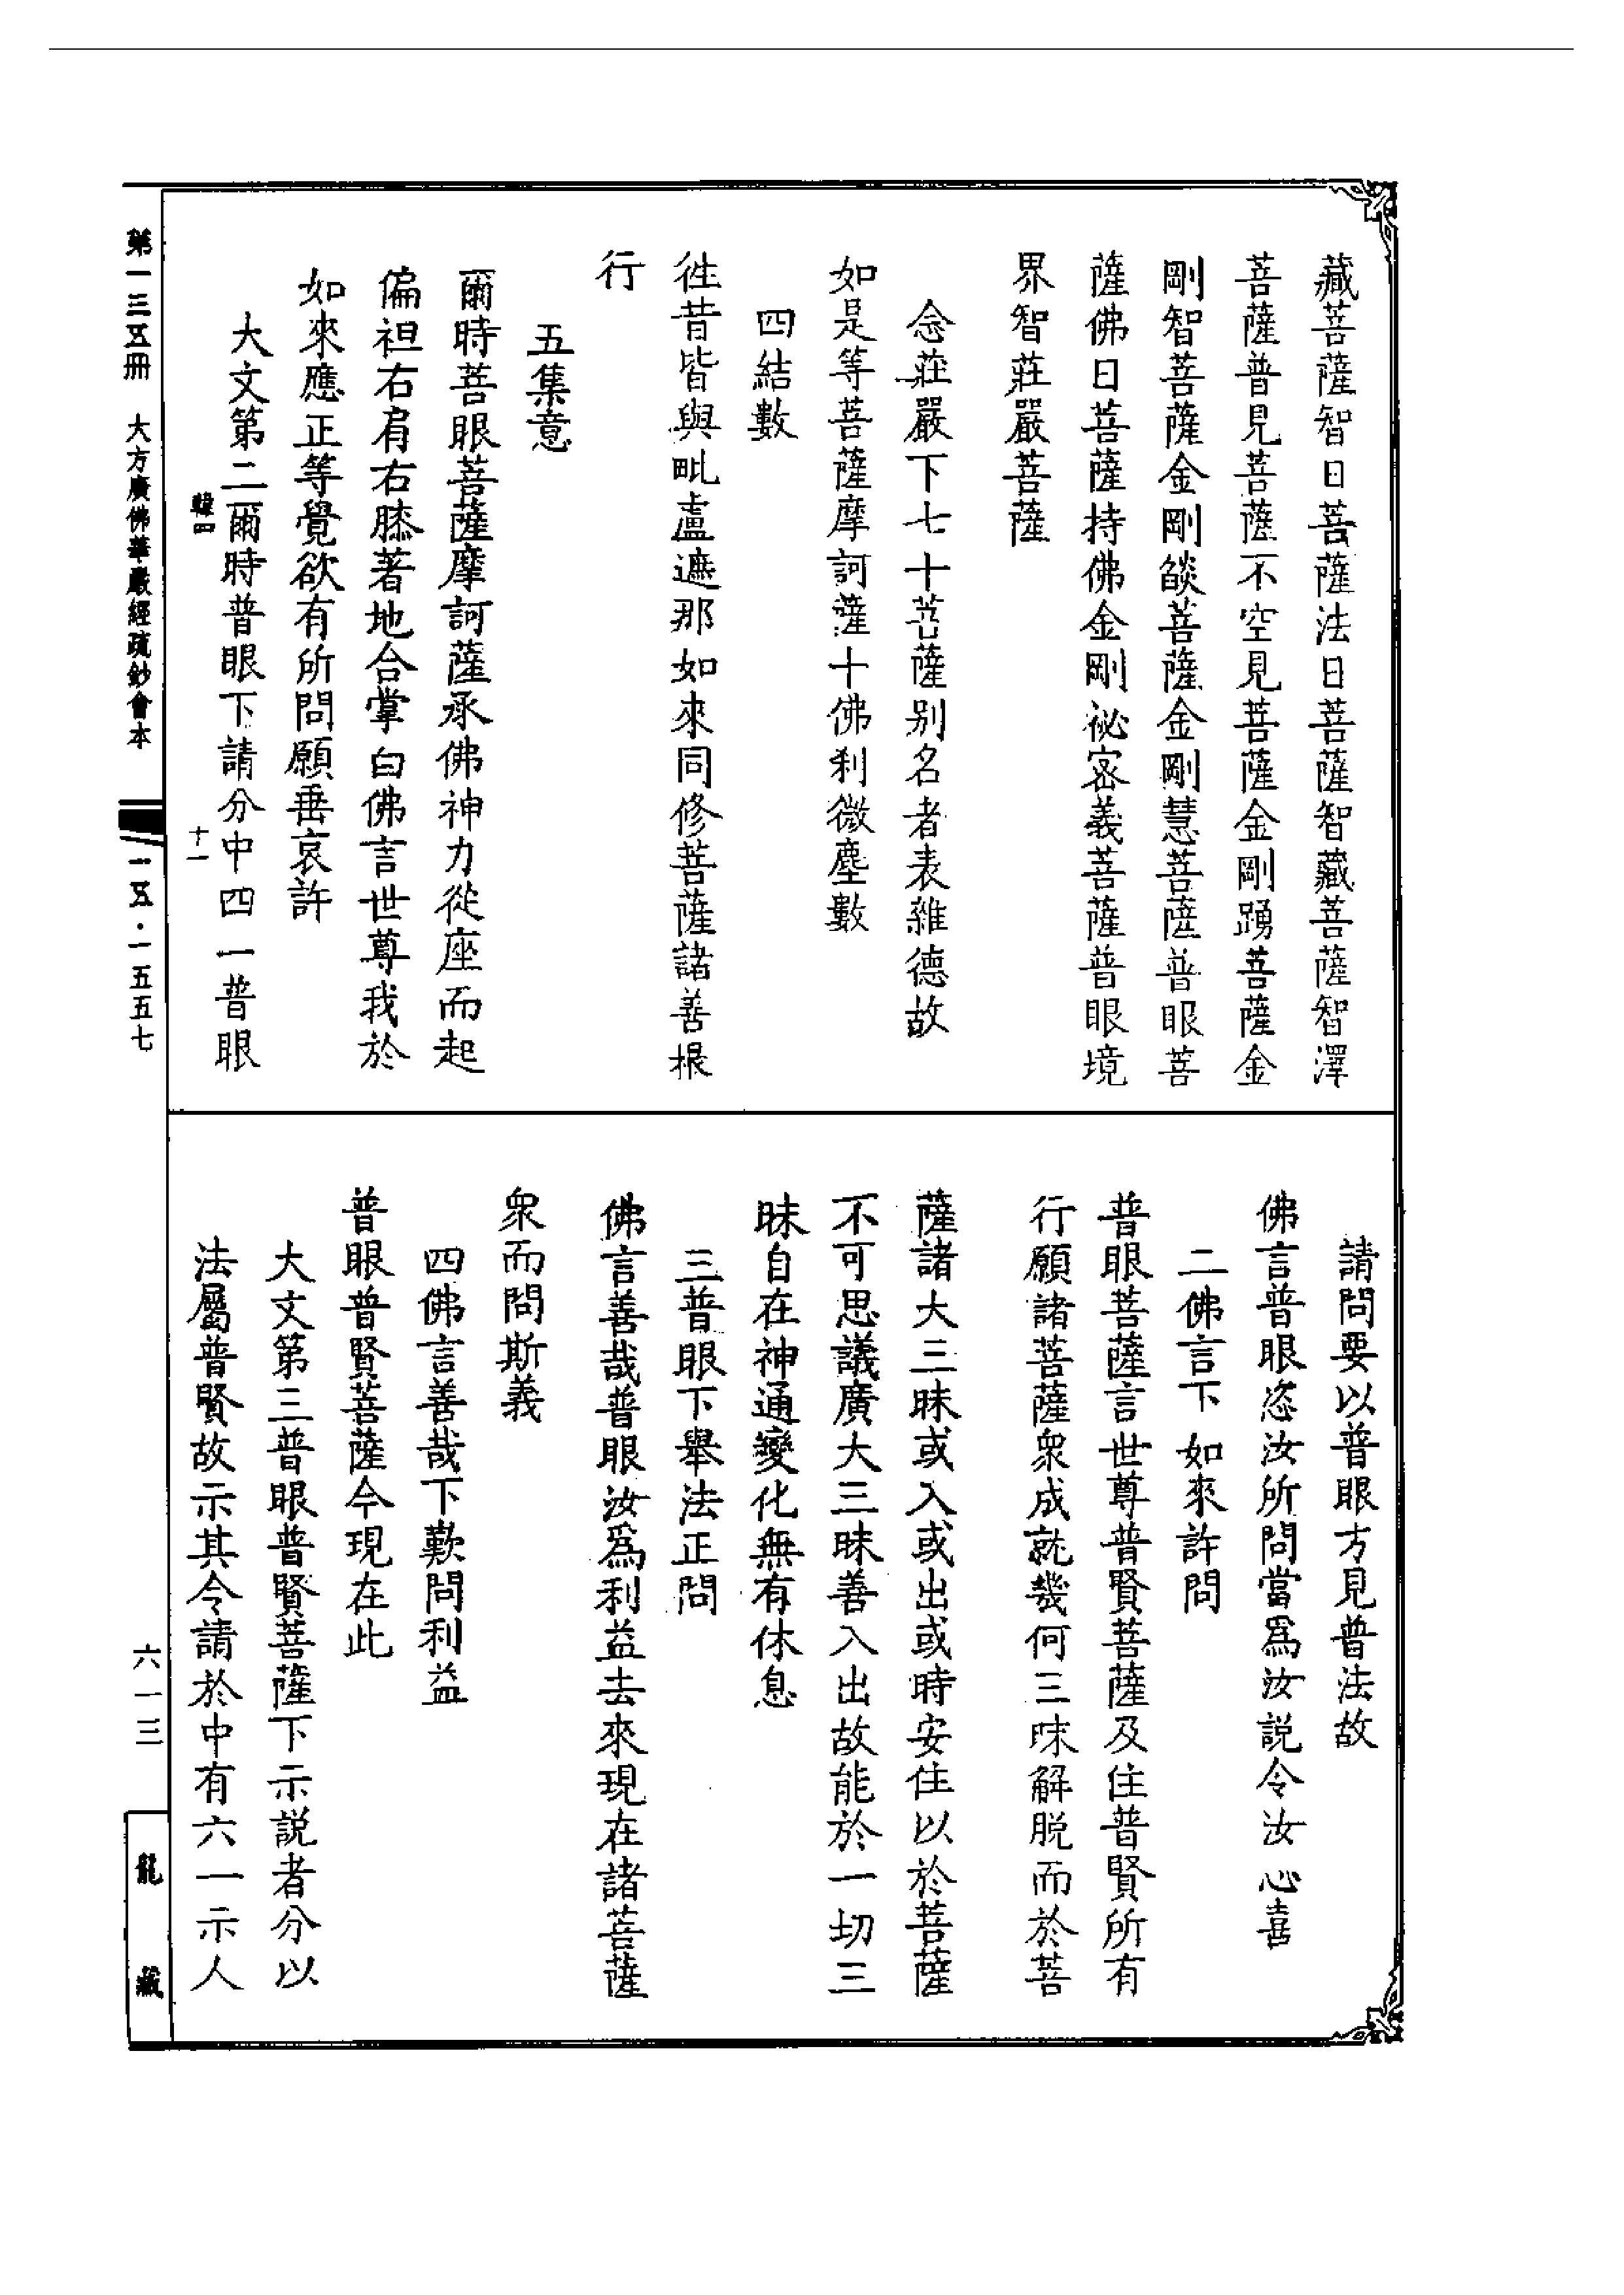 藏菩薩智日菩薩法日菩薩智藏菩薩智澤
菩薩普見菩薩不空見菩薩金剛踴菩薩金
剛智菩薩金剛燄菩薩金剛慧菩薩普眼菩
薩佛日菩薩持佛金剛祕密義菩薩普眼境
界智莊嚴菩薩
念莊嚴下七十菩薩別名者表維德故
如是等菩薩摩訶薩十佛刹微塵數
四結數
徃昔皆與毗盧遮那如來同修菩薩諸善根
行
五集意
爾時菩眼菩薩摩訶薩承佛神力從座而起
偏袒右肩右膝著地合掌白佛言世尊我於
如來應正等覺欲有所問願垂哀許
大文第二爾時普眼下請分中四一普眼
韓四
十一
請問要以普眼方見普法故
佛言普眼恣汝所問當爲汝説令汝心喜
二佛言下如來許問
普眼菩薩言世尊普賢菩薩及住普賢所有
行願諸菩薩衆成就幾何三昧解脱而於菩
薩諸大三昧或入或出或時安住以於菩薩
不可思議廣大三昧善入出故能於一切三
昧自在神通變化無有休息
三普眼下舉法正問
佛言善哉普眼汝爲利益去來現在諸菩薩
衆而問斯義
四佛言善哉下歎問利益
普眼普賢菩薩今現在此
大文第三普眼普賢菩薩下示説者分以
法屬普賢故示其令請於中有六一示人
第一三五冊
大方廣佛華嚴經疏鈔會本
一五五・一五五七
六一三
龍藏